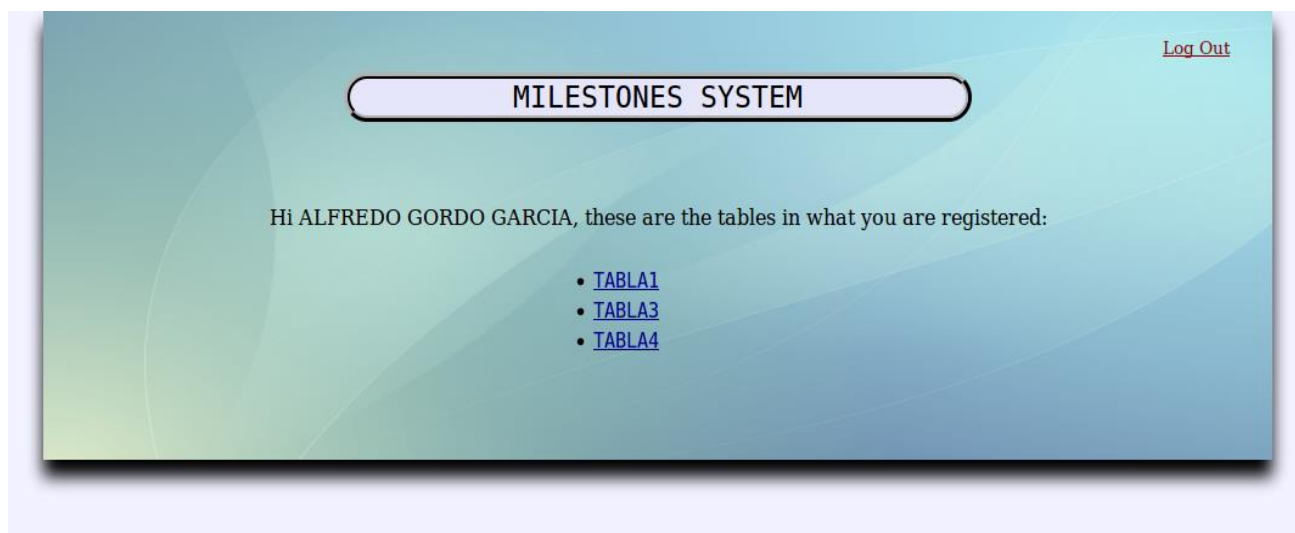 Log Out
MILESTONES SYSTEM
Hi ALFREDO GORDO GARCIA, these are the tables in what you are registered:
• TABLA1
• TABLA3
• TABLA4